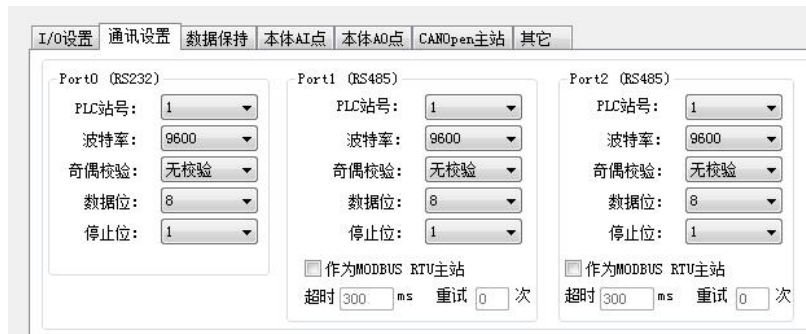 I/O设置 通讯设置 数据保持 本体AI点 本体AO点 CANOpen主站 其它
Port0 (RS232) Port1 (RS485) Port2 (RS485)
PLC站号: 1 PLC站号: 1 PLC站号: 1
波特率: 9600 波特率: 9600 波特率: 9600
奇偶校验: 无校验 奇偶校验: 无校验 奇偶校验: 无校验
数据位: 8 数据位: 8 数据位: 8
停止位: 1 停止位: 1 停止位: 1
作为MODBUS RTU主站 作为MODBUS RTU主站
超时 300 ms 重试 0 次 超时 300 ms 重试 0 次